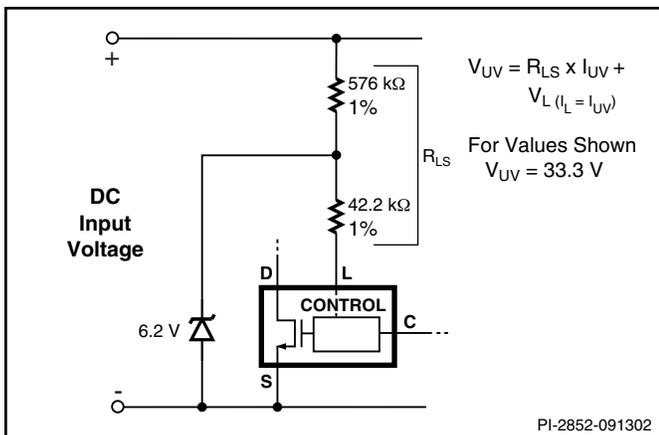 +
576 kΩ
1%
V_UV = R_LS x I_UV +
V_L (I_L = I_UV)
For Values Shown
V_UV = 33.3 V
R_LS
DC
Input
Voltage
42.2 kΩ
1%
D
L
CONTROL
C
6.2 V
S
-
PI-2852-091302